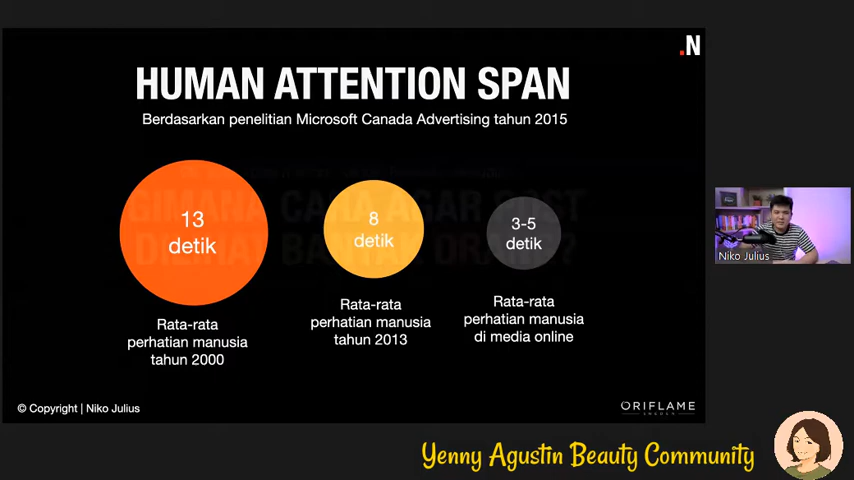 .N
HUMAN ATTENTION SPAN
Berdasarkan penelitian Microsoft Canada Advertising tahun 2015
13
detik
8
detik
3-5
detik
Rata-rata
perhatian manusia
tahun 2000
Rata-rata
perhatian manusia
tahun 2013
Rata-rata
perhatian manusia
di media online
Niko Julius
© Copyright | Niko Julius
ORIFLAME
SWEDEN
Yenny Agustin Beauty Community